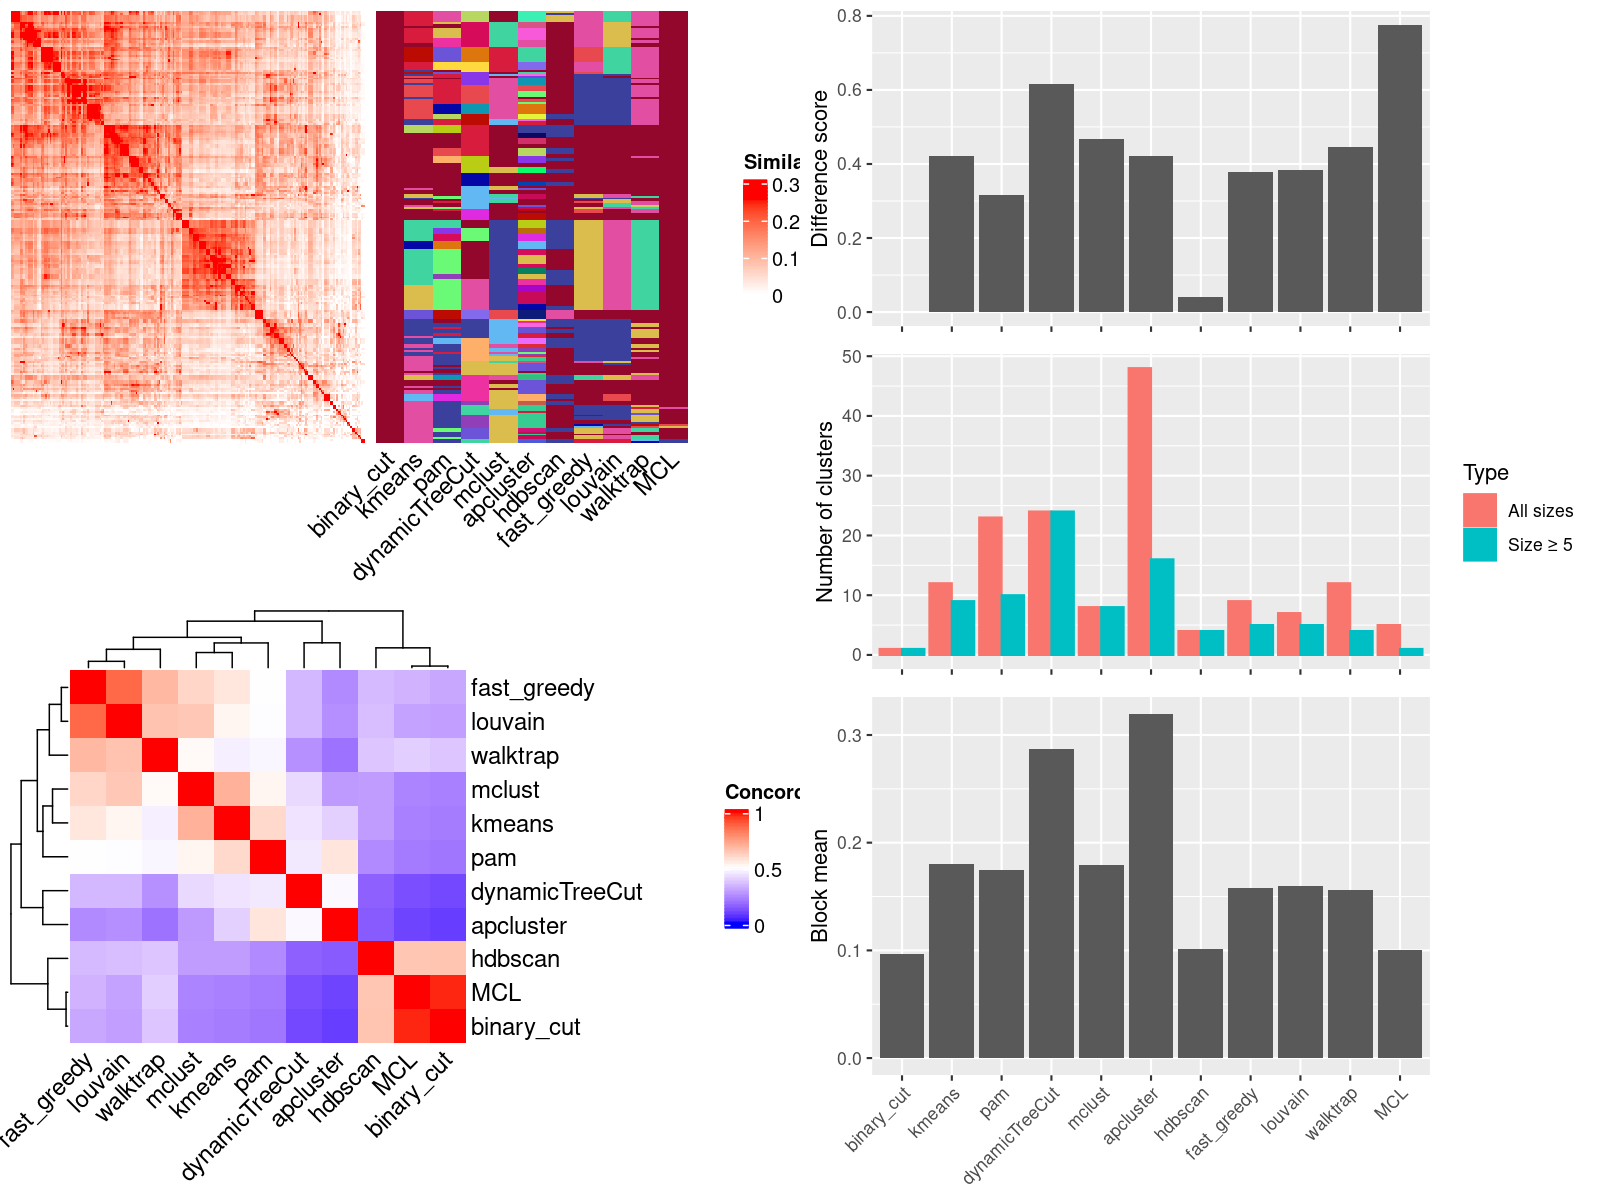 Simila
0.3
0.2
0.1
0
binary_cut
kmeans
pam
dynamicTreeCut
mclust
apcluster
hdbscan
fast_greedy
louvain
walktrap
MCL
fast_greedy
louvain
walktrap
mclust
kmeans
pam
dynamicTreeCut
apcluster
hdbscan
MCL
binary_cut
Concord
1
0.5
0
fast_greedy
louvain
walktrap
mclust
kmeans
pam
dynamicTreeCut
apcluster
hdbscan
MCL
binary_cut
Difference score
0.8
0.6
0.4
0.2
0.0
Number of clusters
50
40
30
20
10
0
Type
All sizes
Size ≥ 5
Block mean
0.3
0.2
0.1
0.0
binary_cut
kmeans
pam
dynamicTreeCut
mclust
apcluster
hdbscan
fast_greedy
louvain
walktrap
MCL